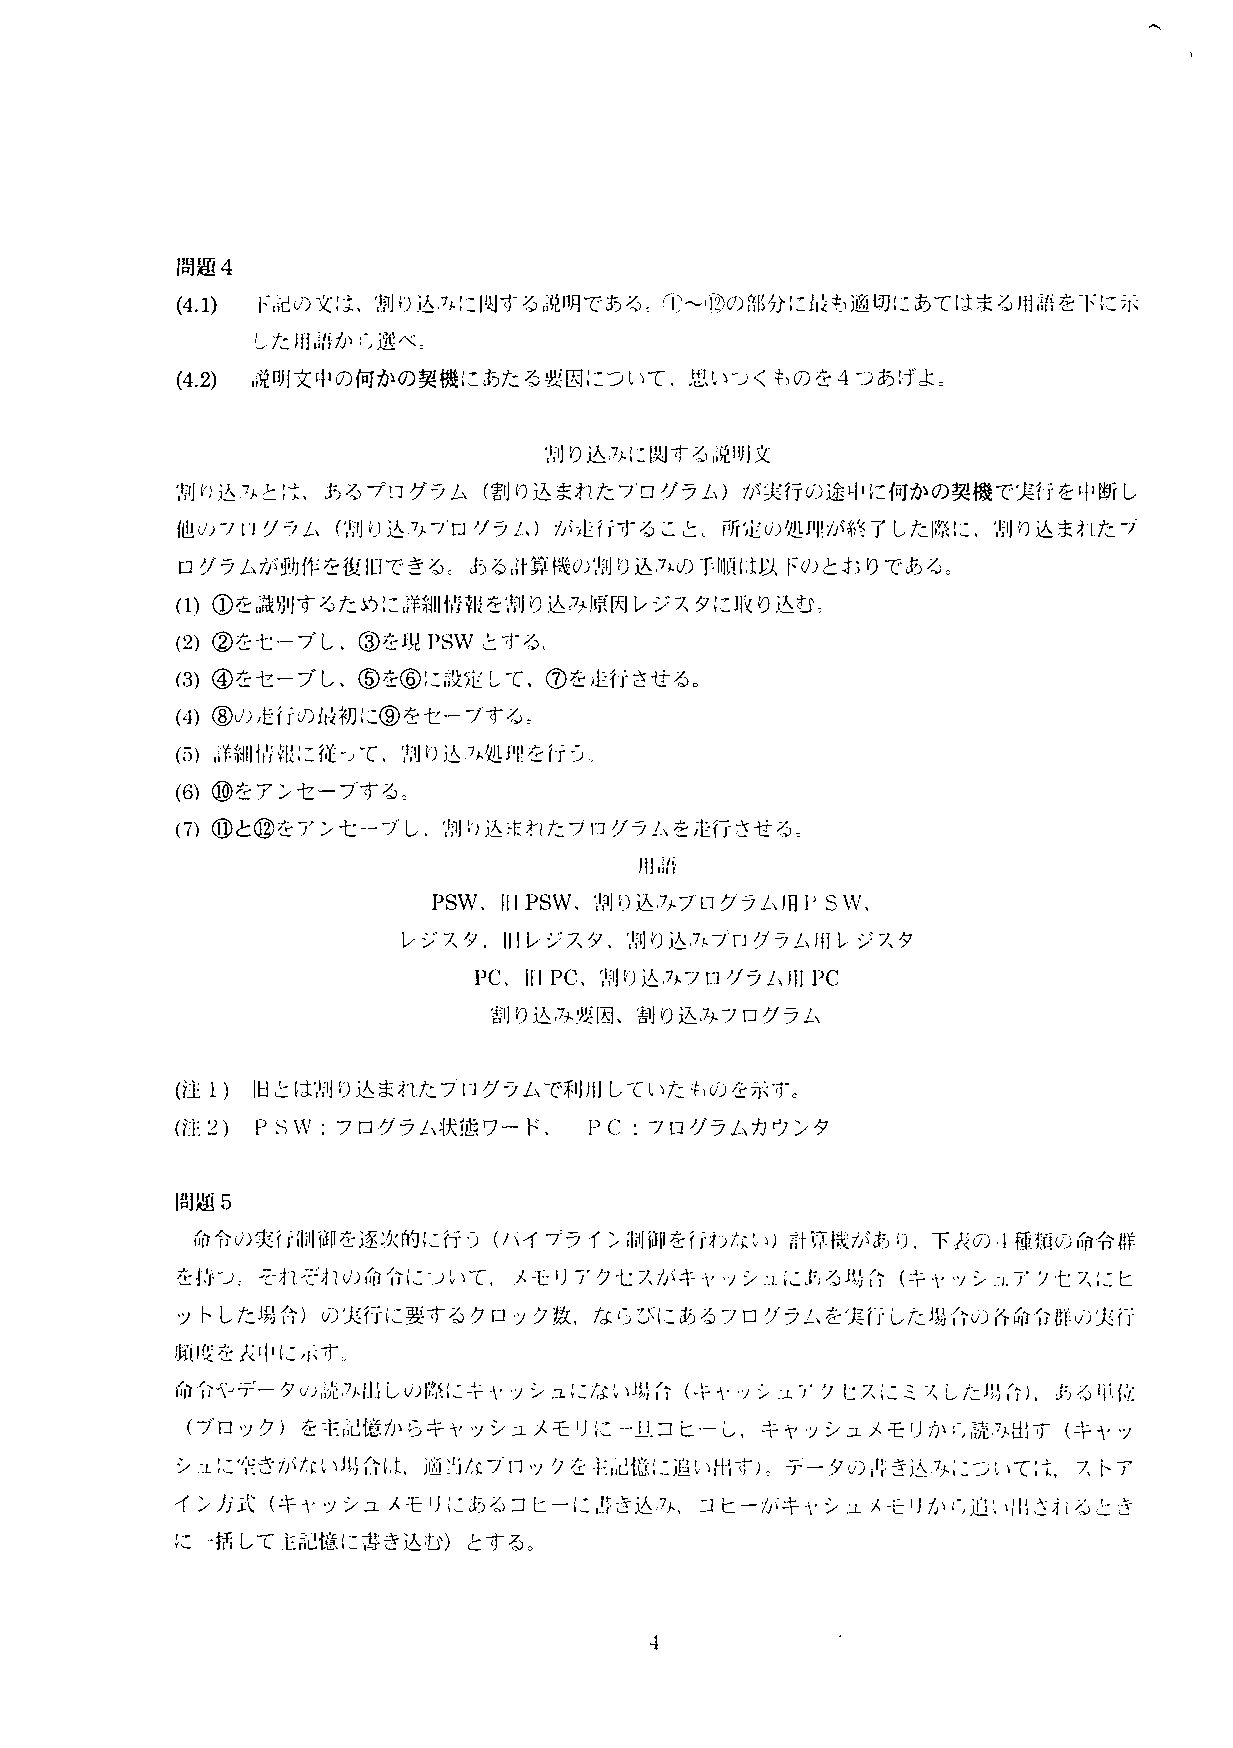 問題4
(4.1) 下記の文は、割り込みに関する説明である。①〜⑫の部分に最も適切にあてはまる用語を下に示
した用語から選べ。
(4.2) 説明文中の何かの契機にあたる要因について、思いつくものを４つあげよ。
割り込みに関する説明文
割り込みとは、あるプログラム（割り込まれたプログラム）が実行の途中に何かの契機で実行を中断し
他のプログラム（割り込みプログラム）が走行すること、所定の処理が終了した際に、割り込まれたプ
ログラムが動作を復旧できる。ある計算機の割り込みの手順は以下のとおりである。
(1) ①を識別するために詳細情報を割り込み原因レジスタに取り込む。
(2) ②をセーブし、③を現 PSW とする。
(3) ④をセーブし、⑤を⑥に設定して、⑦を走行させる。
(4) ⑧の走行の最初に⑨をセーブする。
(5) 詳細情報に従って、割り込み処理を行う。
(6) ⑩をアンセーブする。
(7) ⑪と⑫をアンセーブし、割り込まれたプログラムを走行させる。
用語
PSW、旧 PSW、割り込みプログラム用ＰＳＷ、
レジスタ、旧レジスタ、割り込みプログラム用レジスタ
PC、旧 PC、割り込みプログラム用 PC
割り込み要因、割り込みプログラム
(注１) 旧とは割り込まれたプログラムで利用していたものを示す。
(注２) ＰＳＷ：プログラム状態ワード、 ＰＣ：プログラムカウンタ
問題5
命令の実行制御を逐次的に行う（パイプライン制御を行わない）計算機があり、下表の４種類の命令群
を持つ。それぞれの命令について、メモリアクセスがキャッシュにある場合（キャッシュアクセスにヒ
ットした場合）の実行に要するクロック数、ならびにあるプログラムを実行した場合の各命令群の実行
頻度を表中に示す。
命令やデータの読み出しの際にキャッシュにない場合（キャッシュアクセスにミスした場合）、ある単位
（ブロック）を主記憶からキャッシュメモリに一旦コピーし、キャッシュメモリから読み出す（キャッ
シュに空きがない場合は、適当なブロックを主記憶に追い出す）。データの書き込みについては、ストア
イン方式（キャッシュメモリにあるコピーに書き込み、コピーがキャシュメモリから追い出されるとき
に一括して主記憶に書き込む）とする。
4